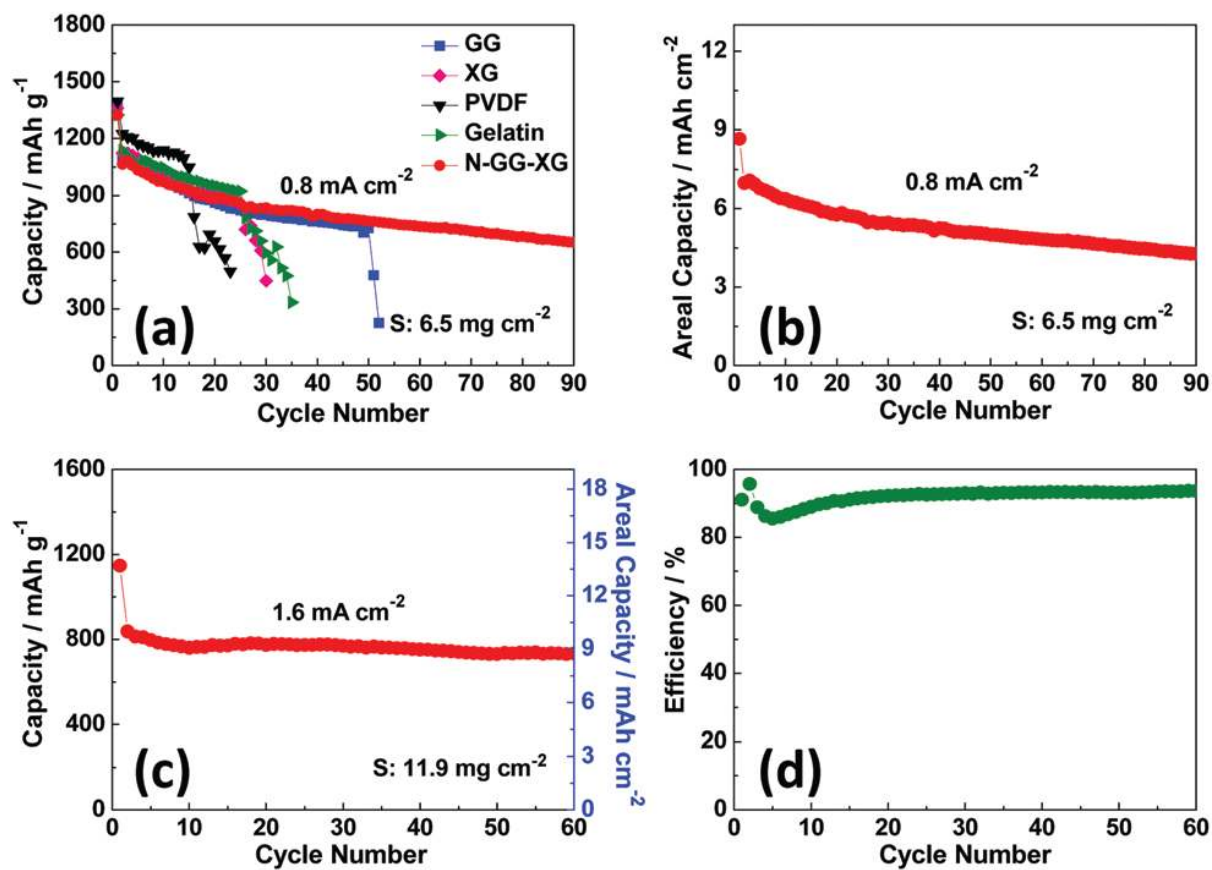 1800
1500
1200
900
600
300
0
Capacity / mAh g⁻¹
GG
XG
PVDF
Gelatin
N-GG-XG
0.8 mA cm⁻²
(a)
S: 6.5 mg cm⁻²
0 10 20 30 40 50 60 70 80 90
Cycle Number
12
9
6
3
0
Areal Capacity / mAh cm⁻²
0.8 mA cm⁻²
(b)
S: 6.5 mg cm⁻²
0 10 20 30 40 50 60 70 80 90
Cycle Number
1600
1200
800
400
0
Capacity / mAh g⁻¹
1.6 mA cm⁻²
(c)
S: 11.9 mg cm⁻²
18
15
12
9
6
3
0
Areal Capacity / mAh cm⁻²
0 10 20 30 40 50 60
Cycle Number
100
80
60
40
20
0
Efficiency / %
(d)
0 10 20 30 40 50 60
Cycle Number